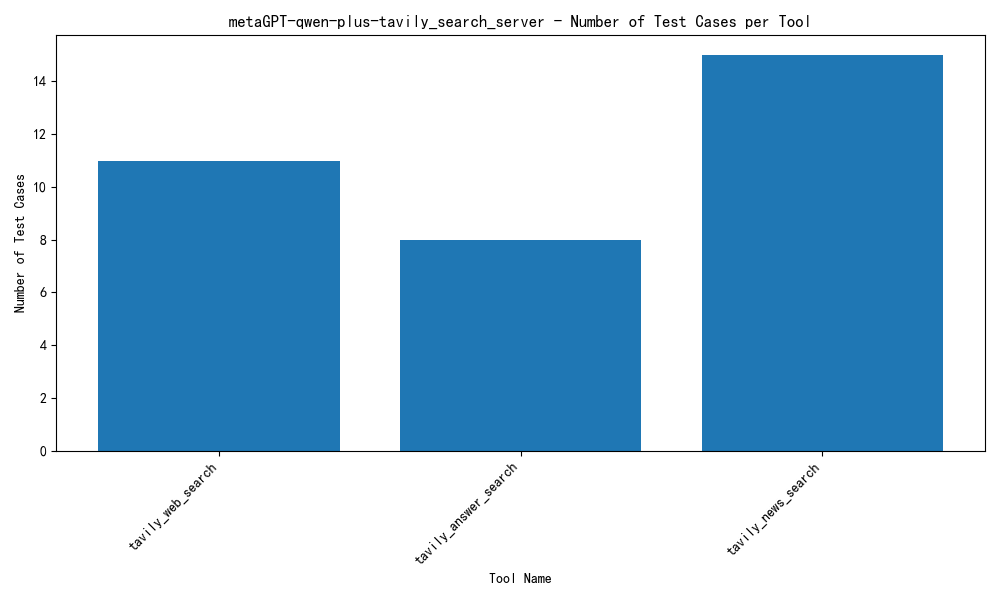 metaGPT-qwen-plus-tavily_search_server - Number of Test Cases per Tool
Number of Test Cases
14
12
10
8
6
4
2
0
tavily_web_search
tavily_answer_search
tavily_news_search
Tool Name